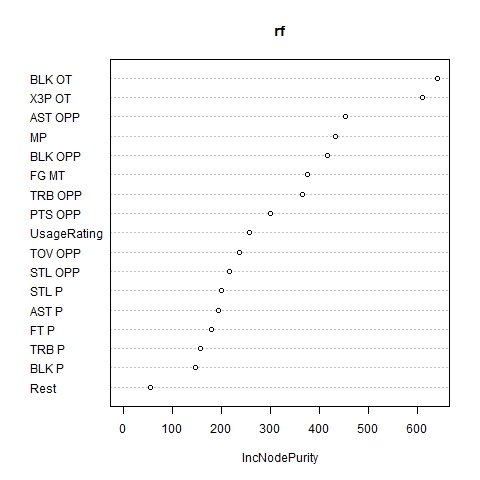 rf
BLK OT
X3P OT
AST OPP
MP
BLK OPP
FG MT
TRB OPP
PTS OPP
UsageRating
TOV OPP
STL OPP
STL P
AST P
FT P
TRB P
BLK P
Rest
0 100 200 300 400 500 600
IncNodePurity